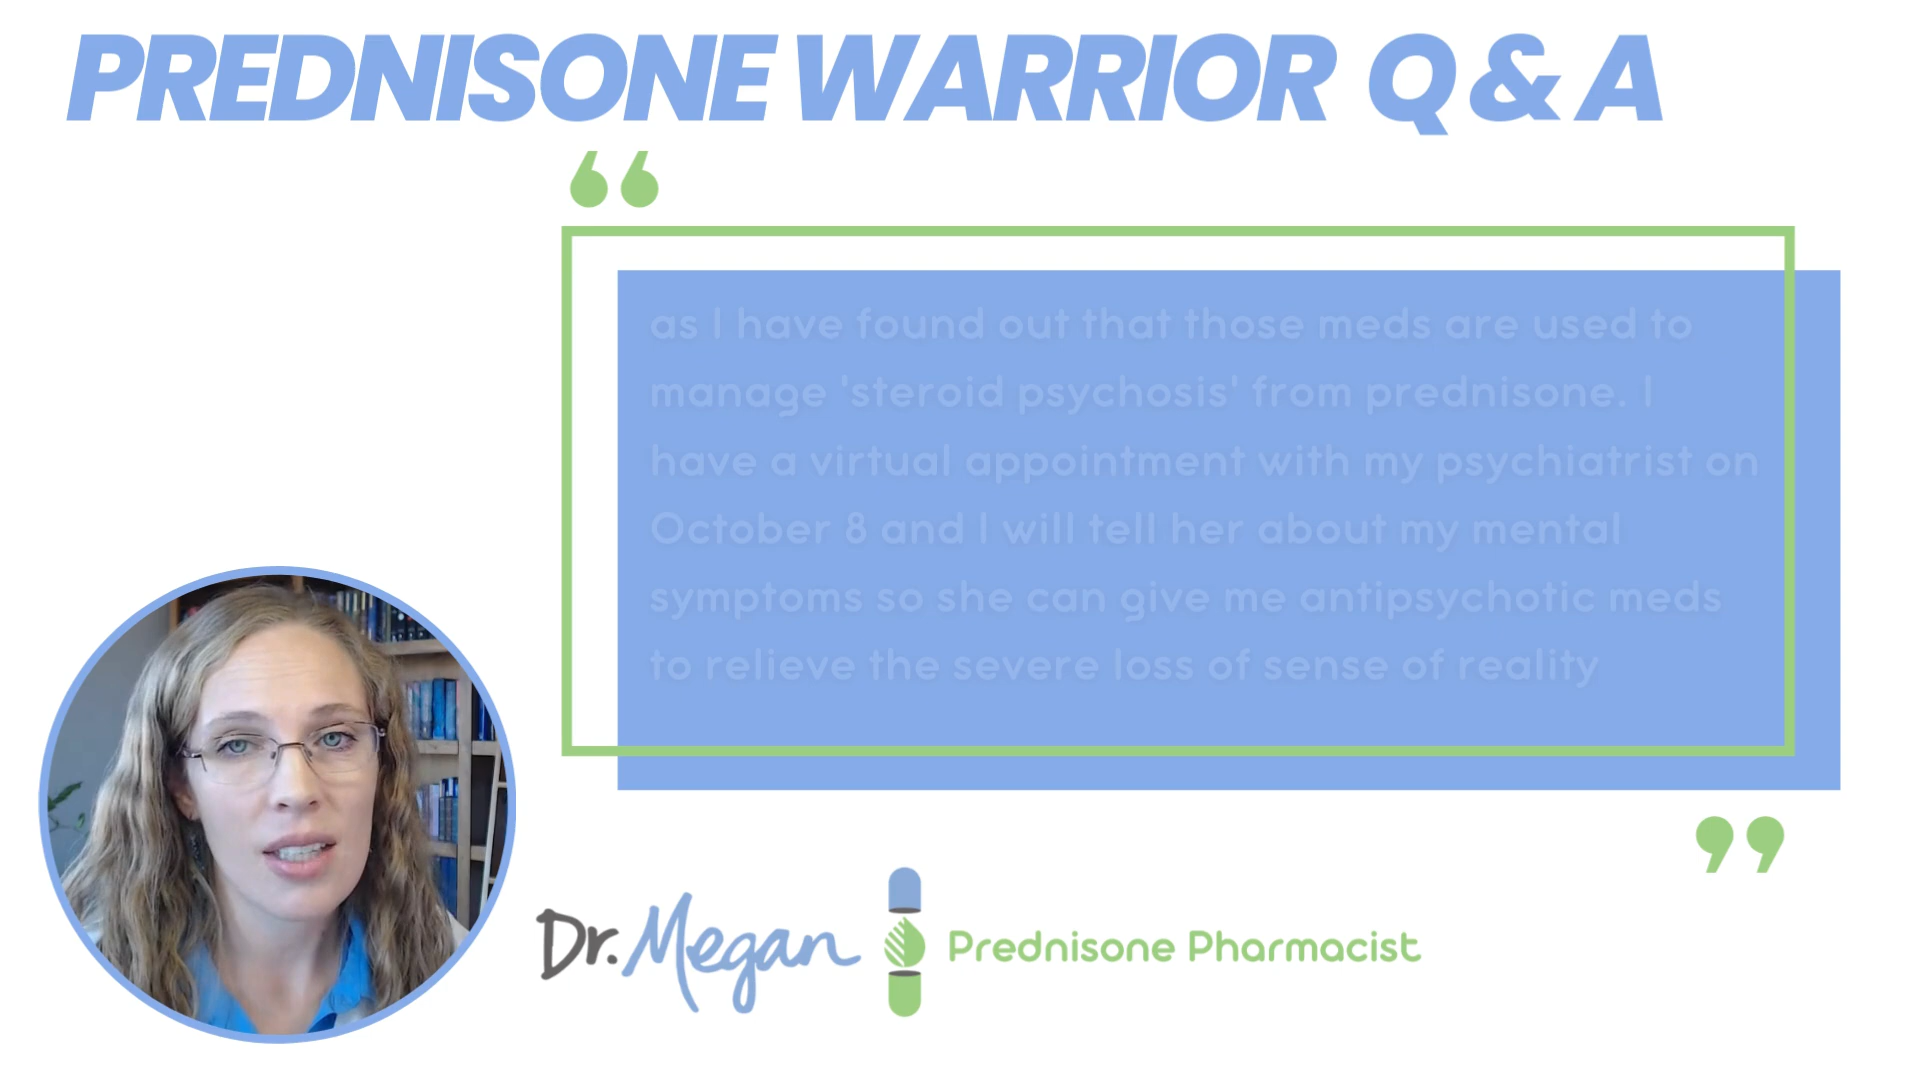 PREDNISONE WARRIOR Q & A
“
as I have found out that those meds are used to
manage 'steroid psychosis' from prednisone. I
have a virtual appointment with my psychiatrist on
October 8 and I will tell her about my mental
symptoms so she can give me antipsychotic meds
to relieve the severe loss of sense of reality
”
Dr. Megan Prednisone Pharmacist